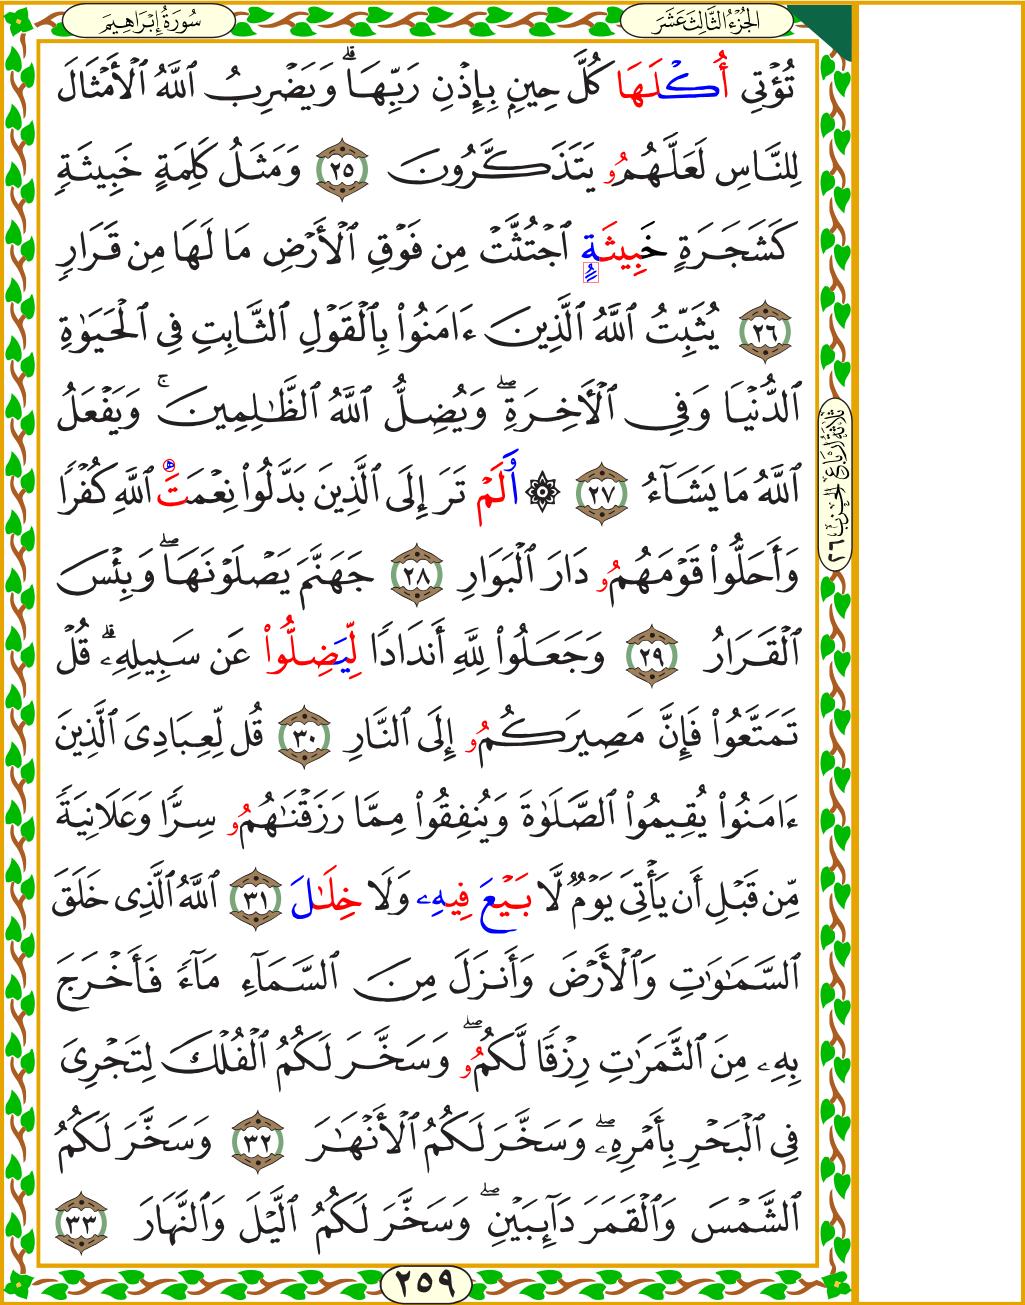 الجُزْءُ الثَّالِثَ عَشَرَ
سُورَةُ إِبْرَاهِيمَ
تُؤْتِي أُكْلَهَا كُلَّ حِينٍ بِإِذْنِ رَبِّهَا ۗ وَيَضْرِبُ ٱللَّهُ ٱلْأَمْثَالَ
لِلنَّاسِ لَعَلَّهُمُۥ يَتَذَكَّرُونَ ٢٥ وَمَثَلُ كَلِمَةٍ خَبِيثَةٖ
كَشَجَرَةٍ خَبِيثَةٍ ٱجْتُثَّتْ مِن فَوْقِ ٱلْأَرْضِ مَا لَهَا مِن قَرَارٖ
٢٦ يُثَبِّتُ ٱللَّهُ ٱلَّذِينَ ءَامَنُوا۟ بِٱلْقَوْلِ ٱلثَّابِتِ فِي ٱلْحَيَوٰةِ
ٱلدُّنْيَا وَفِي ٱلْأَخِرَةِ ۖ وَيُضِلُّ ٱللَّهُ ٱلظَّـٰلِمِينَ ۚ وَيَفْعَلُ
ٱللَّهُ مَا يَشَآءُ ٢٧ ۞ أَلَمْ تَرَ إِلَى ٱلَّذِينَ بَدَّلُوا۟ نِعْمَتَ ٱللَّهِ كُفْرٗا
وَأَحَلُّوا۟ قَوْمَهُمُۥ دَارَ ٱلْبَوَارِ ٢٨ جَهَنَّمَ يَصْلَوْنَهَا ۖ وَبِئْسَ
ٱلْقَرَارُ ٢٩ وَجَعَلُوا۟ لِلَّهِ أَندَادٗا لِّيَضِلُّوا۟ عَن سَبِيلِهِۦ ۗ قُلْ
تَمَتَّعُوا۟ فَإِنَّ مَصِيرَكُمُۥ إِلَى ٱلنَّارِ ٣٠ قُل لِّعِبَادِىَ ٱلَّذِينَ
ءَامَنُوا۟ يُقِيمُوا۟ ٱلصَّلَوٰةَ وَيُنفِقُوا۟ مِمَّا رَزَقْنَـٰهُمُۥ سِرّٗا وَعَلَانِيَةٗ
مِّن قَبْلِ أَن يَأْتِيَ يَوْمٞ لَّا بَيْعَ فِيهِۦ وَلَا خِلَـٰلَ ٣١ ٱللَّهُ ٱلَّذِى خَلَقَ
ٱلسَّمَـٰوَٰتِ وَٱلْأَرْضَ وَأَنزَلَ مِنَ ٱلسَّمَآءِ مَآءٗ فَأَخْرَجَ
بِهِۦ مِنَ ٱلثَّمَرَٰتِ رِزْقٗا لَّكُمُۥ ۖ وَسَخَّرَ لَكُمُ ٱلْفُلْكَ لِتَجْرِىَ
فِى ٱلْبَحْرِ بِأَمْرِهِۦ ۖ وَسَخَّرَ لَكُمُ ٱلْأَنْهَـٰرَ ٣٢ وَسَخَّرَ لَكُمُ
ٱلشَّمْسَ وَٱلْقَمَرَ دَآئِبَيْنِ ۖ وَسَخَّرَ لَكُمُ ٱلَّيْلَ وَٱلنَّهَارَ ٣٣
ثَلَاثَةُ أَرْبَاعِ الْحِزْبِ ٢٦
٢٥٩